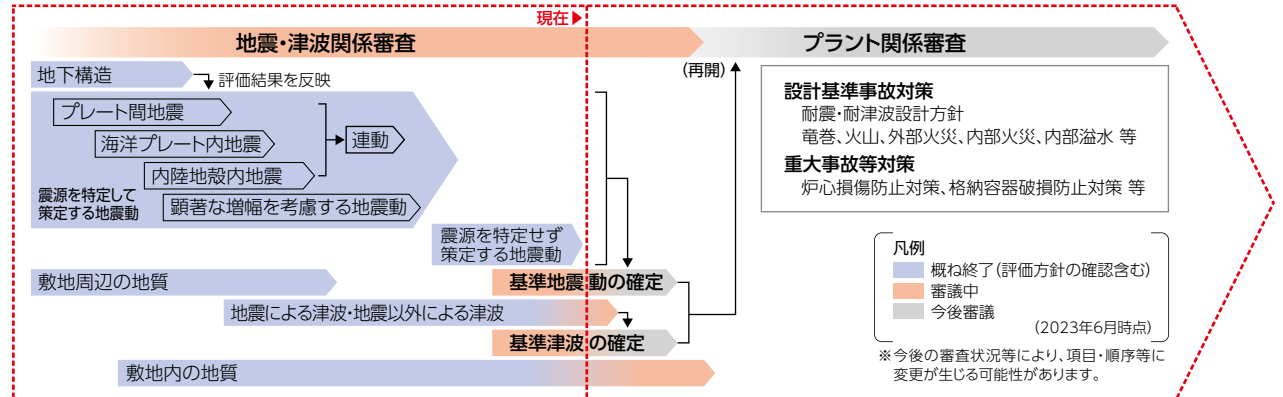 現在
地震・津波関係審査
プラント関係審査
地下構造
評価結果を反映
(再開)
プレート間地震
海洋プレート内地震
連動
内陸地殻内地震
震源を特定して
策定する地震動
顕著な増幅を考慮する地震動
震源を特定せず
策定する地震動
敷地周辺の地質
基準地震動の確定
地震による津波・地震以外による津波
基準津波の確定
敷地内の地質
設計基準事故対策
耐震・耐津波設計方針
竜巻、火山、外部火災、内部火災、内部溢水 等
重大事故等対策
炉心損傷防止対策、格納容器破損防止対策 等
凡例
概ね終了(評価方針の確認含む)
審議中
今後審議
(2023年6月時点)
※今後の審査状況等により、項目・順序等に
変更が生じる可能性があります。